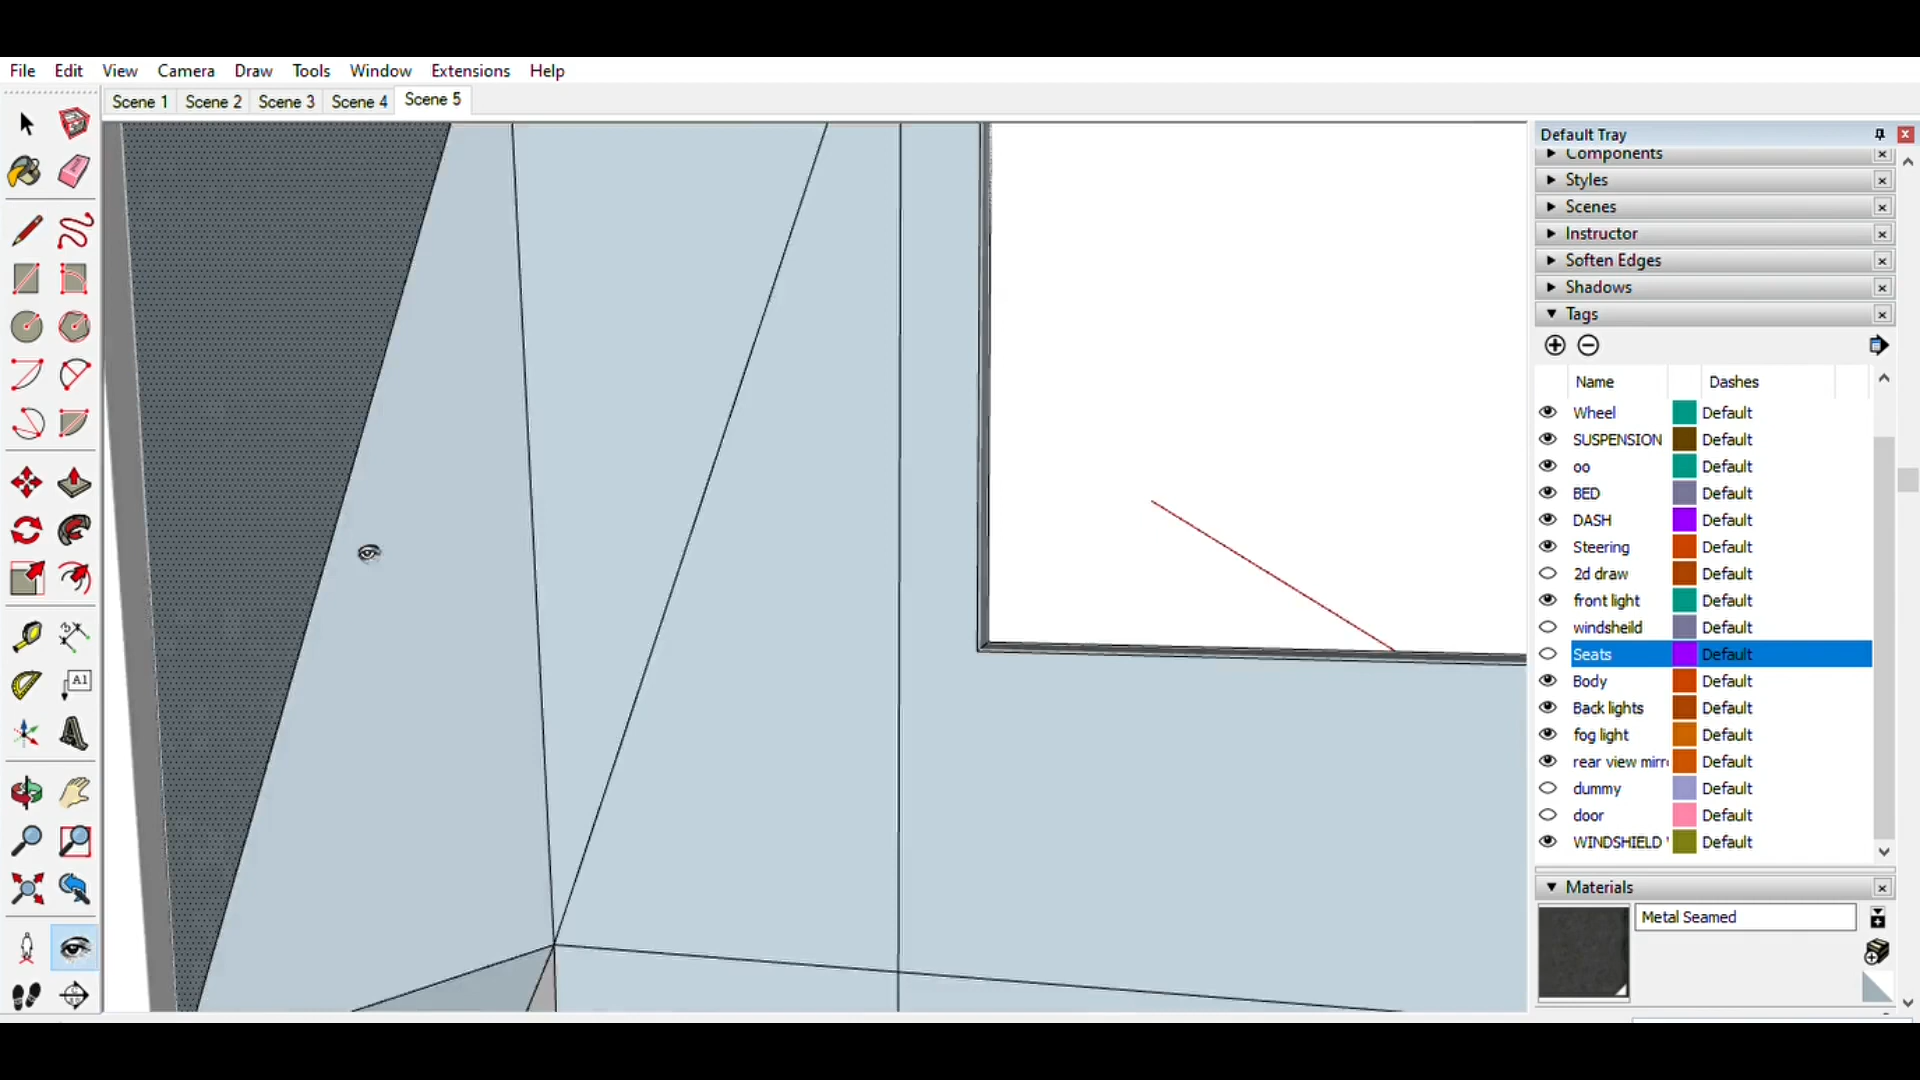 File Edit View Camera Draw Tools Window Extensions Help
Scene 1 Scene 2 Scene 3 Scene 4 Scene 5
Default Tray
Components
Styles
Scenes
Instructor
Soften Edges
Shadows
Tags
Name Dashes
Wheel Default
SUSPENSION Default
oo Default
BED Default
DASH Default
Steering Default
2d draw Default
front light Default
windsheild Default
Seats Default
Body Default
Back lights Default
fog light Default
rear view mirr Default
dummy Default
door Default
WINDSHIELD Default
A1
Materials
Metal Seamed